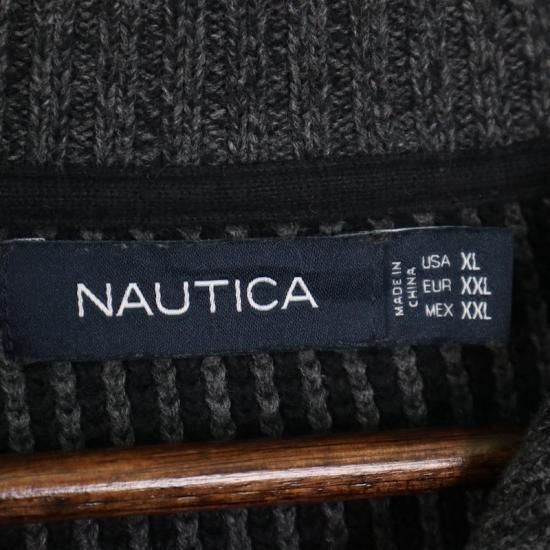 NAUTICA
MADE IN
CHINA
USA XL
EUR XXL
MEX XXL